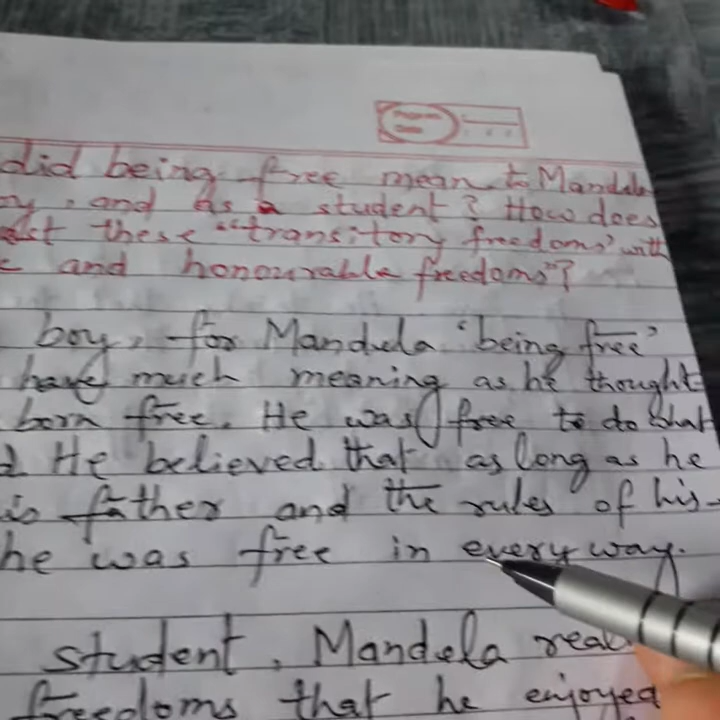 did being free mean to Mandela
and as a student? How does
these "transitory freedoms' with
and honourable freedoms"?
boy, for Mandela 'being free'
have much meaning as he thought
born free. He was free to do what
He believed that as long as he
father and the rules of his
he was free in every way.
student, Mandela
freedoms that he enjoyed